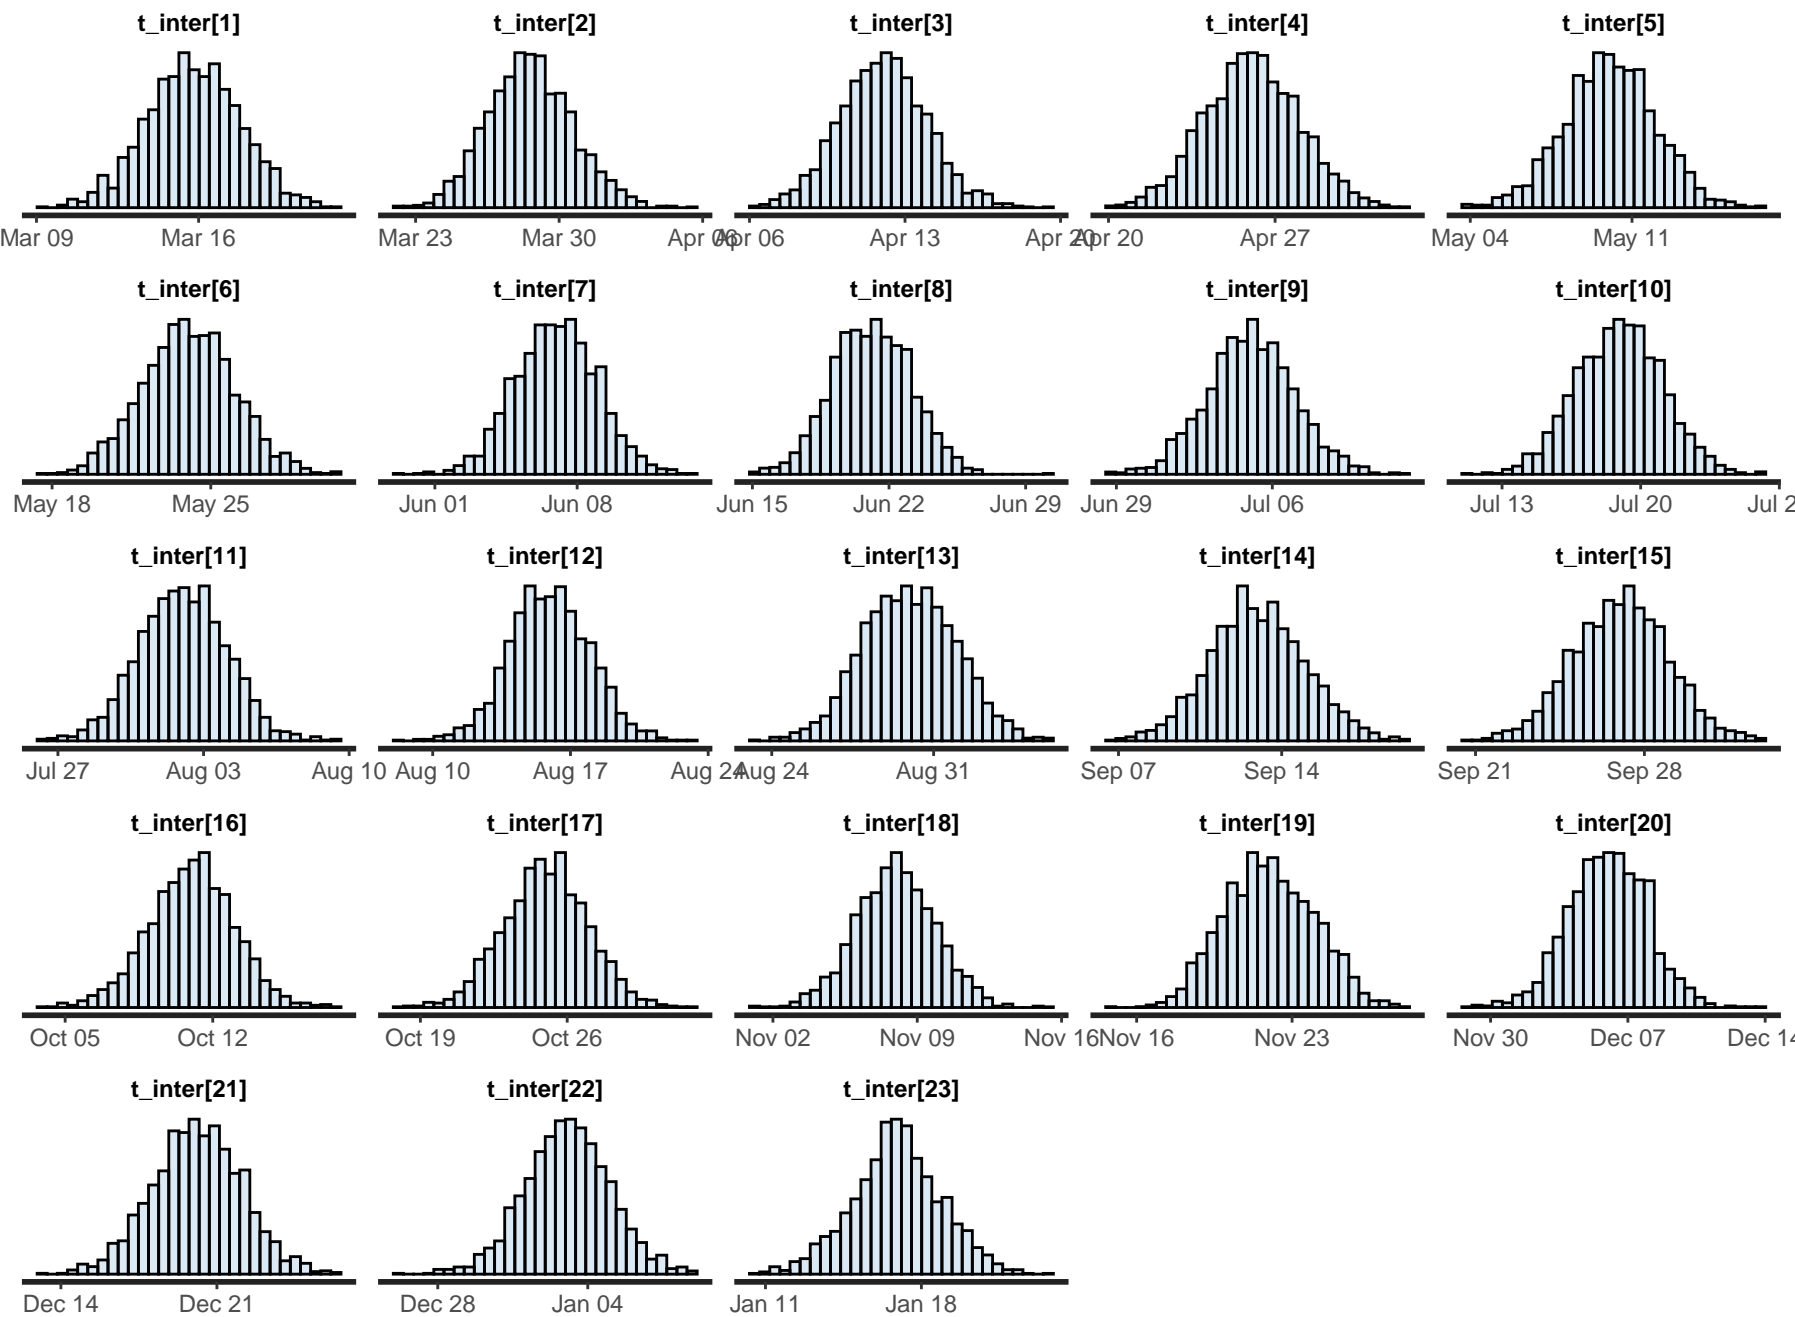 t_inter[1] t_inter[2] t_inter[3] t_inter[4] t_inter[5]
Mar 09 Mar 16 Mar 23 Mar 30 Apr 06 Apr 06 Apr 13 Apr 20 Apr 20 Apr 27 May 04 May 11
t_inter[6] t_inter[7] t_inter[8] t_inter[9] t_inter[10]
May 18 May 25 Jun 01 Jun 08 Jun 15 Jun 22 Jun 29 Jun 29 Jul 06 Jul 13 Jul 20 Jul 2
t_inter[11] t_inter[12] t_inter[13] t_inter[14] t_inter[15]
Jul 27 Aug 03 Aug 10 Aug 10 Aug 17 Aug 24 Aug 24 Aug 31 Sep 07 Sep 14 Sep 21 Sep 28
t_inter[16] t_inter[17] t_inter[18] t_inter[19] t_inter[20]
Oct 05 Oct 12 Oct 19 Oct 26 Nov 02 Nov 09 Nov 16 Nov 16 Nov 23 Nov 30 Dec 07 Dec 14
t_inter[21] t_inter[22] t_inter[23]
Dec 14 Dec 21 Dec 28 Jan 04 Jan 11 Jan 18